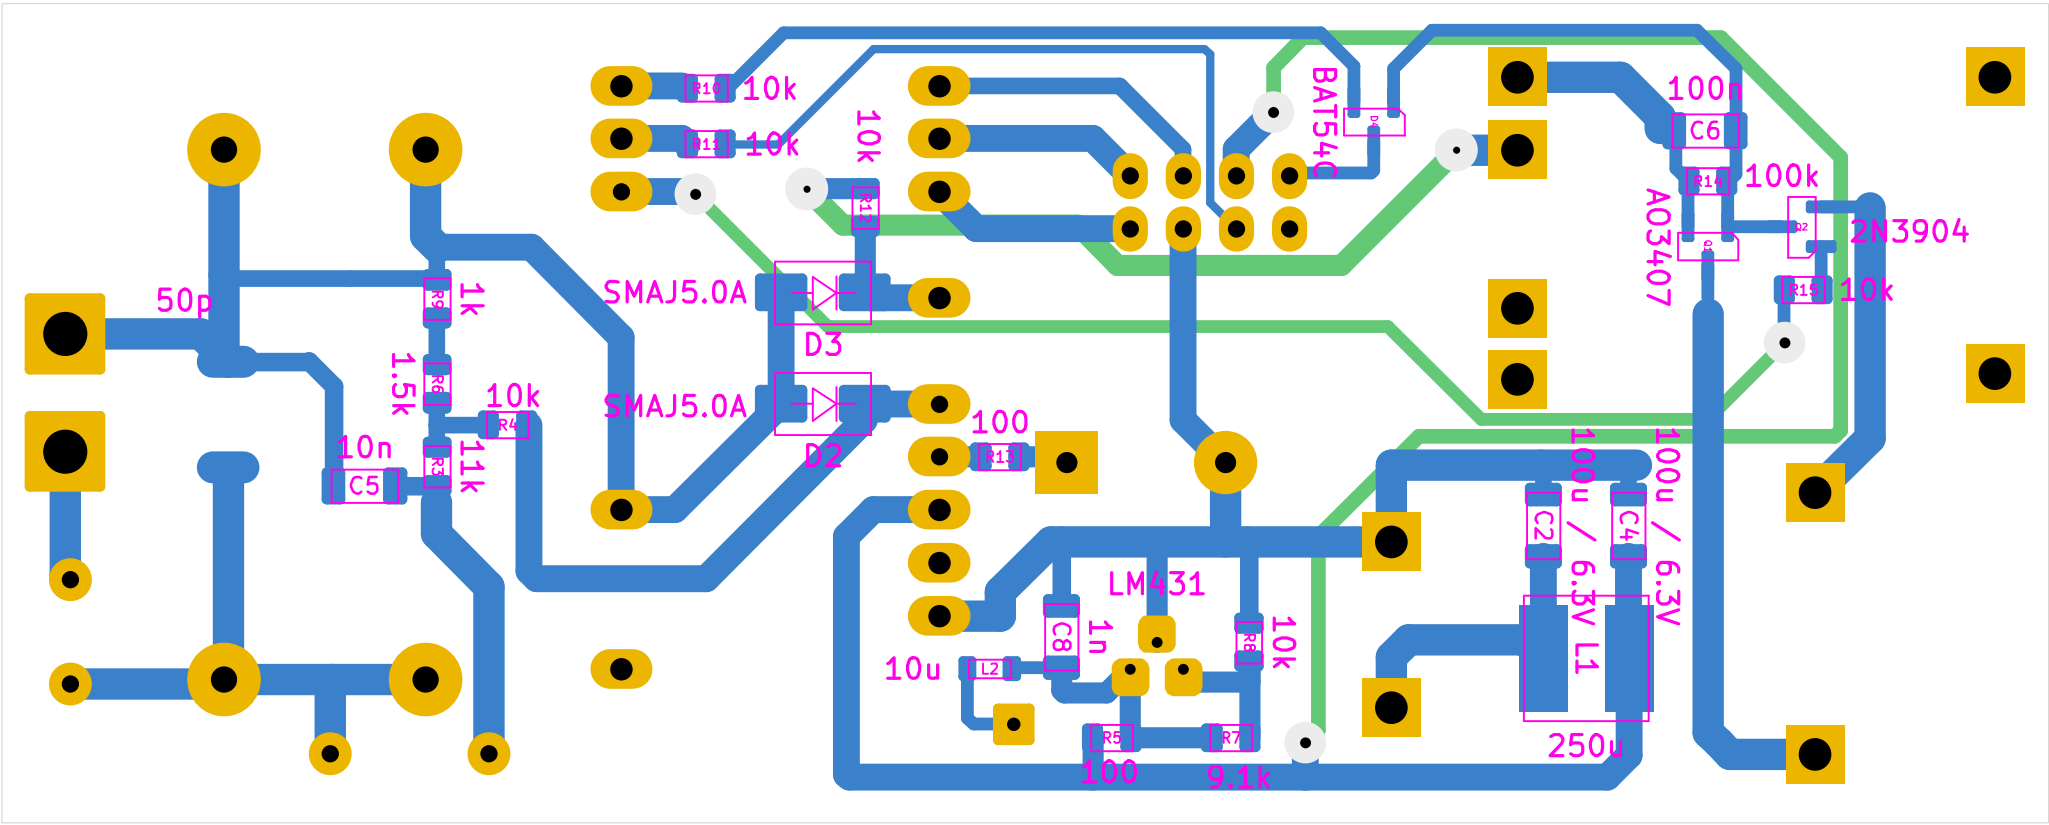 R10
10k
R11
10k
10k
R12
BAT54C
D4
100n
C6
R14
100k
AO3407
Q1
Q2
2N3904
R15
10k
50p
R9
1k
SMAJ5.0A
D3
1.5k
R6
10k
R4
SMAJ5.0A
D2
10n
C5
R3
11k
100
R13
100u / 6.3V
C2
100u / 6.3V
C4
LM431
C8
1n
10u
L2
R8
10k
L1
R5
100
R7
9.1k
250u